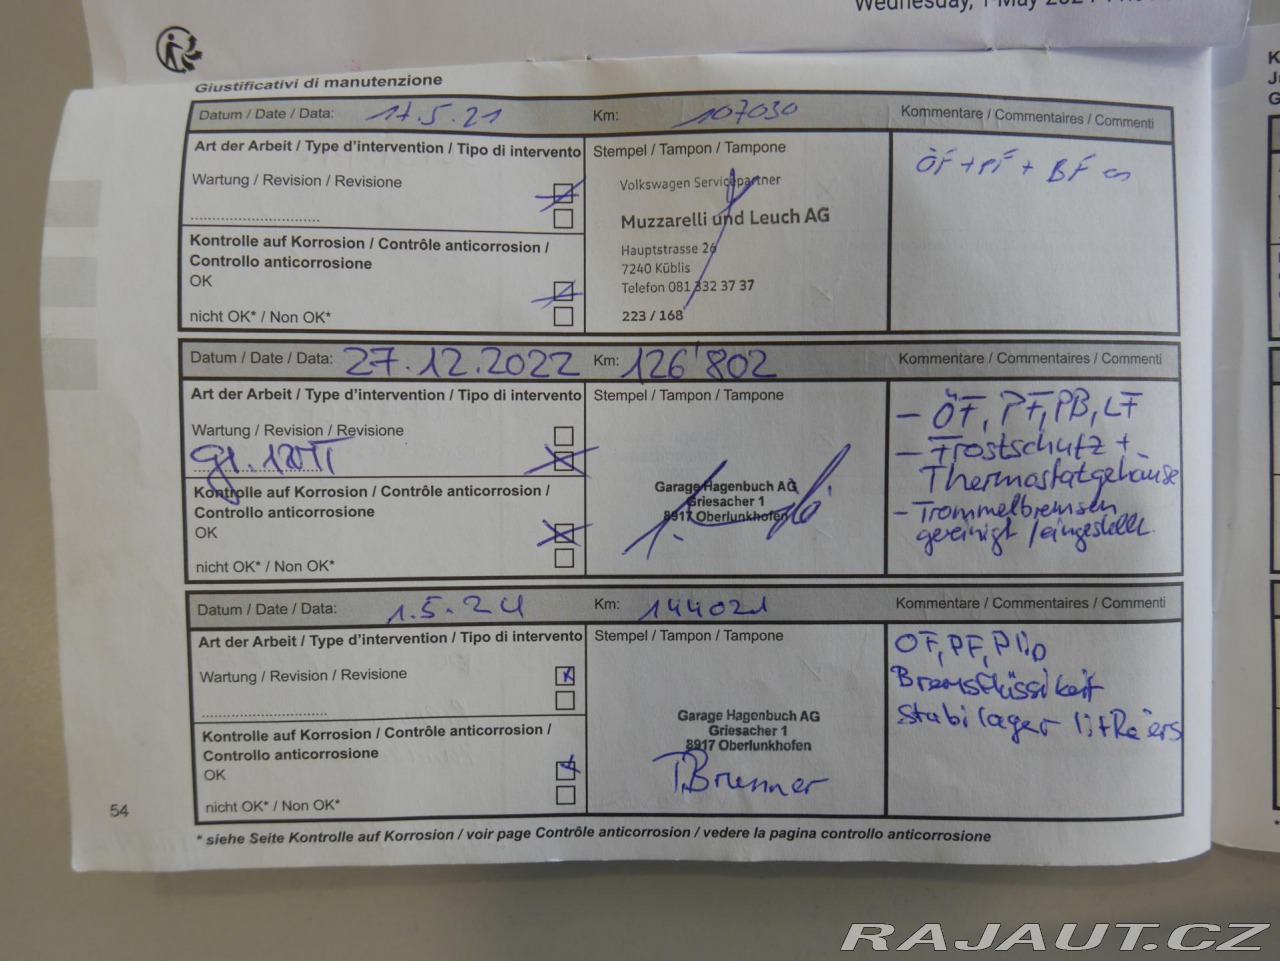 Wednesday, 1 May 2024
Giustificativi di manutenzione
Datum / Date / Data: 17.5.21 Km: 107030 Kommentare / Commentaires / Commenti
Art der Arbeit / Type d'intervention / Tipo di intervento Stempel / Tampon / Tampone
ÖF + PF + BF
Wartung / Revision / Revisione
Volkswagen Servicepartner
Muzzarelli und Leuch AG
Kontrolle auf Korrosion / Contrôle anticorrosion /
Controllo anticorrosione
Hauptstrasse 26
7240 Küblis
OK
Telefon 081 332 37 37
nicht OK* / Non OK*
223 / 168
Datum / Date / Data: 27.12.2022 Km: 126'802 Kommentare / Commentaires / Commenti
Art der Arbeit / Type d'intervention / Tipo di intervento Stempel / Tampon / Tampone
- ÖF, PF, PB, LF
Wartung / Revision / Revisione
- Frostschutz +
Thermostatgehäuse
- Trommelbremsen
gereinigt / eingestellt.
Kontrolle auf Korrosion / Contrôle anticorrosion /
Controllo anticorrosione
Garage Hagenbuch AG
Griesacher 1
8917 Oberlunkhofen
OK
nicht OK* / Non OK*
Datum / Date / Data: 1.5.24 Km: 144021 Kommentare / Commentaires / Commenti
Art der Arbeit / Type d'intervention / Tipo di intervento Stempel / Tampon / Tampone
OF, PF,
Wartung / Revision / Revisione
Bremsflüssigkeit
Stabilager
Kontrolle auf Korrosion / Contrôle anticorrosion /
Controllo anticorrosione
Garage Hagenbuch AG
Griesacher 1
8917 Oberlunkhofen
T.Brunner
OK
nicht OK* / Non OK*
54
* siehe Seite Kontrolle auf Korrosion / voir page Contrôle anticorrosion / vedere la pagina controllo anticorrosione
RAJAUT.CZ